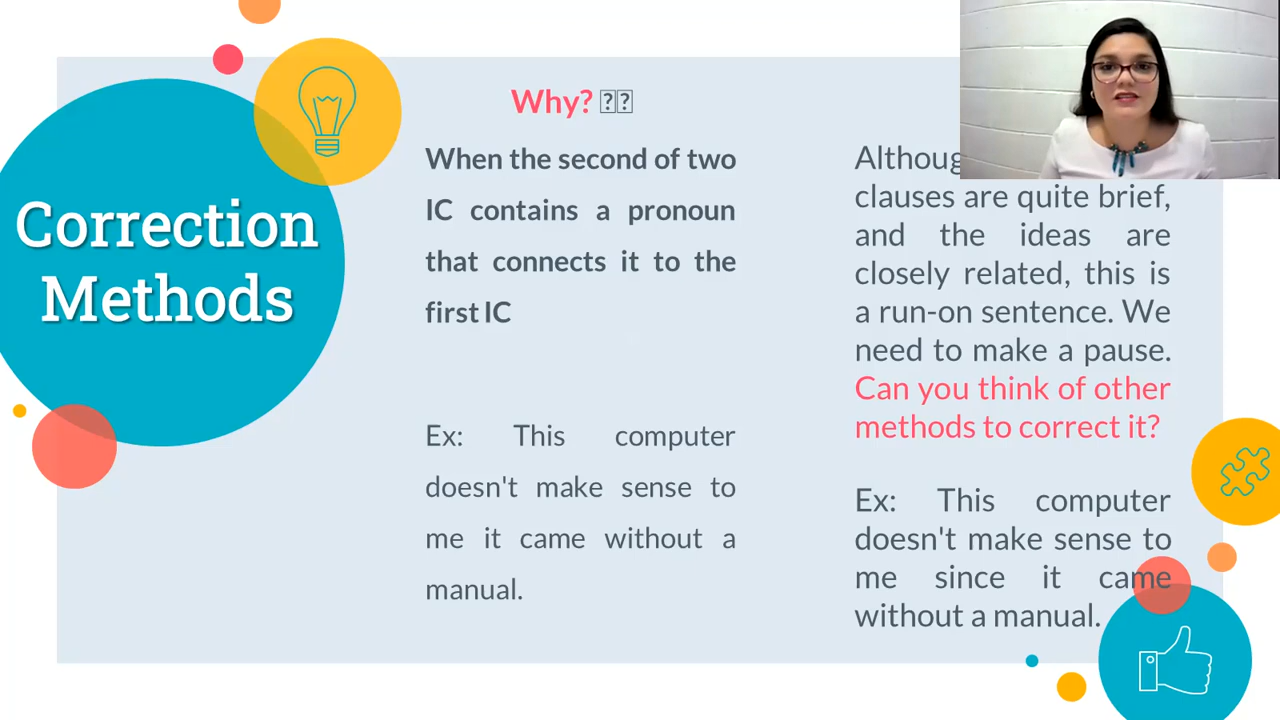 Correction
Methods
Why?
When the second of two
IC contains a pronoun
that connects it to the
first IC
Ex: This computer
doesn't make sense to
me it came without a
manual.
clauses are quite brief,
and the ideas are
closely related, this is
a run-on sentence. We
need to make a pause.
Can you think of other
methods to correct it?
Ex: This computer
doesn't make sense to
me since it came
without a manual.